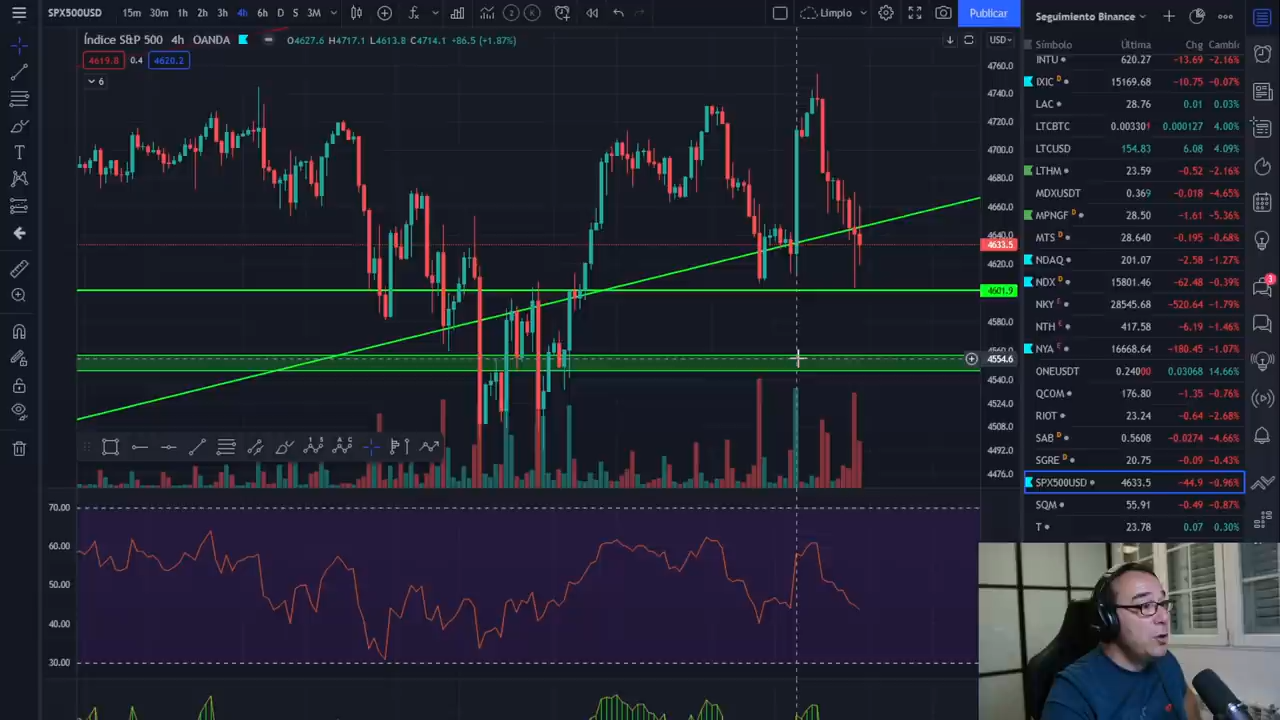 SPX500USD 15m 30m 1h 2h 3h 4h 6h D S 3M 2 K Limpio Publicar
Índice S&P 500 4h OANDA O4627.6 H4717.1 L4613.8 C4714.1 +86.5 (+1.87%) USD
4619.8 0.4 4620.2
6
4760.0
4740.0
4720.0
4700.0
4680.0
4660.0
4640.0
4633.5
4620.0
4601.9
4580.0
4554.6
4540.0
4524.0
4508.0
4492.0
4476.0
70.00
60.00
50.00
40.00
30.00
Seguimiento Binance
Símbolo Última Chg Cambio
INTU 620.27 −13.69 −2.16%
IXIC D 15169.68 −10.75 −0.07%
LAC 28.76 0.01 0.03%
LTCBTC 0.003309 0.000127 4.00%
LTCUSD 154.83 6.08 4.09%
LTHM 23.59 −0.52 −2.16%
MDXUSDT 0.369 −0.018 −4.65%
MPNGF D 28.50 −1.61 −5.36%
MTS D 28.640 −0.195 −0.68%
NDAQ 201.07 −2.58 −1.27%
NDX D 15801.46 −62.48 −0.39%
NKY E 28545.68 −520.64 −1.79%
NTH E 417.58 −6.19 −1.46%
NYA E 16668.64 −180.45 −1.07%
ONEUSDT 0.24000 0.03068 14.66%
QCOM 176.80 −1.35 −0.76%
RIOT 23.24 −0.64 −2.68%
SAB D 0.5608 −0.0274 −4.66%
SGRE D 20.75 −0.09 −0.43%
SPX500USD 4633.5 −44.9 −0.96%
SQM 55.91 −0.49 −0.87%
T 23.78 0.07 0.30%
3